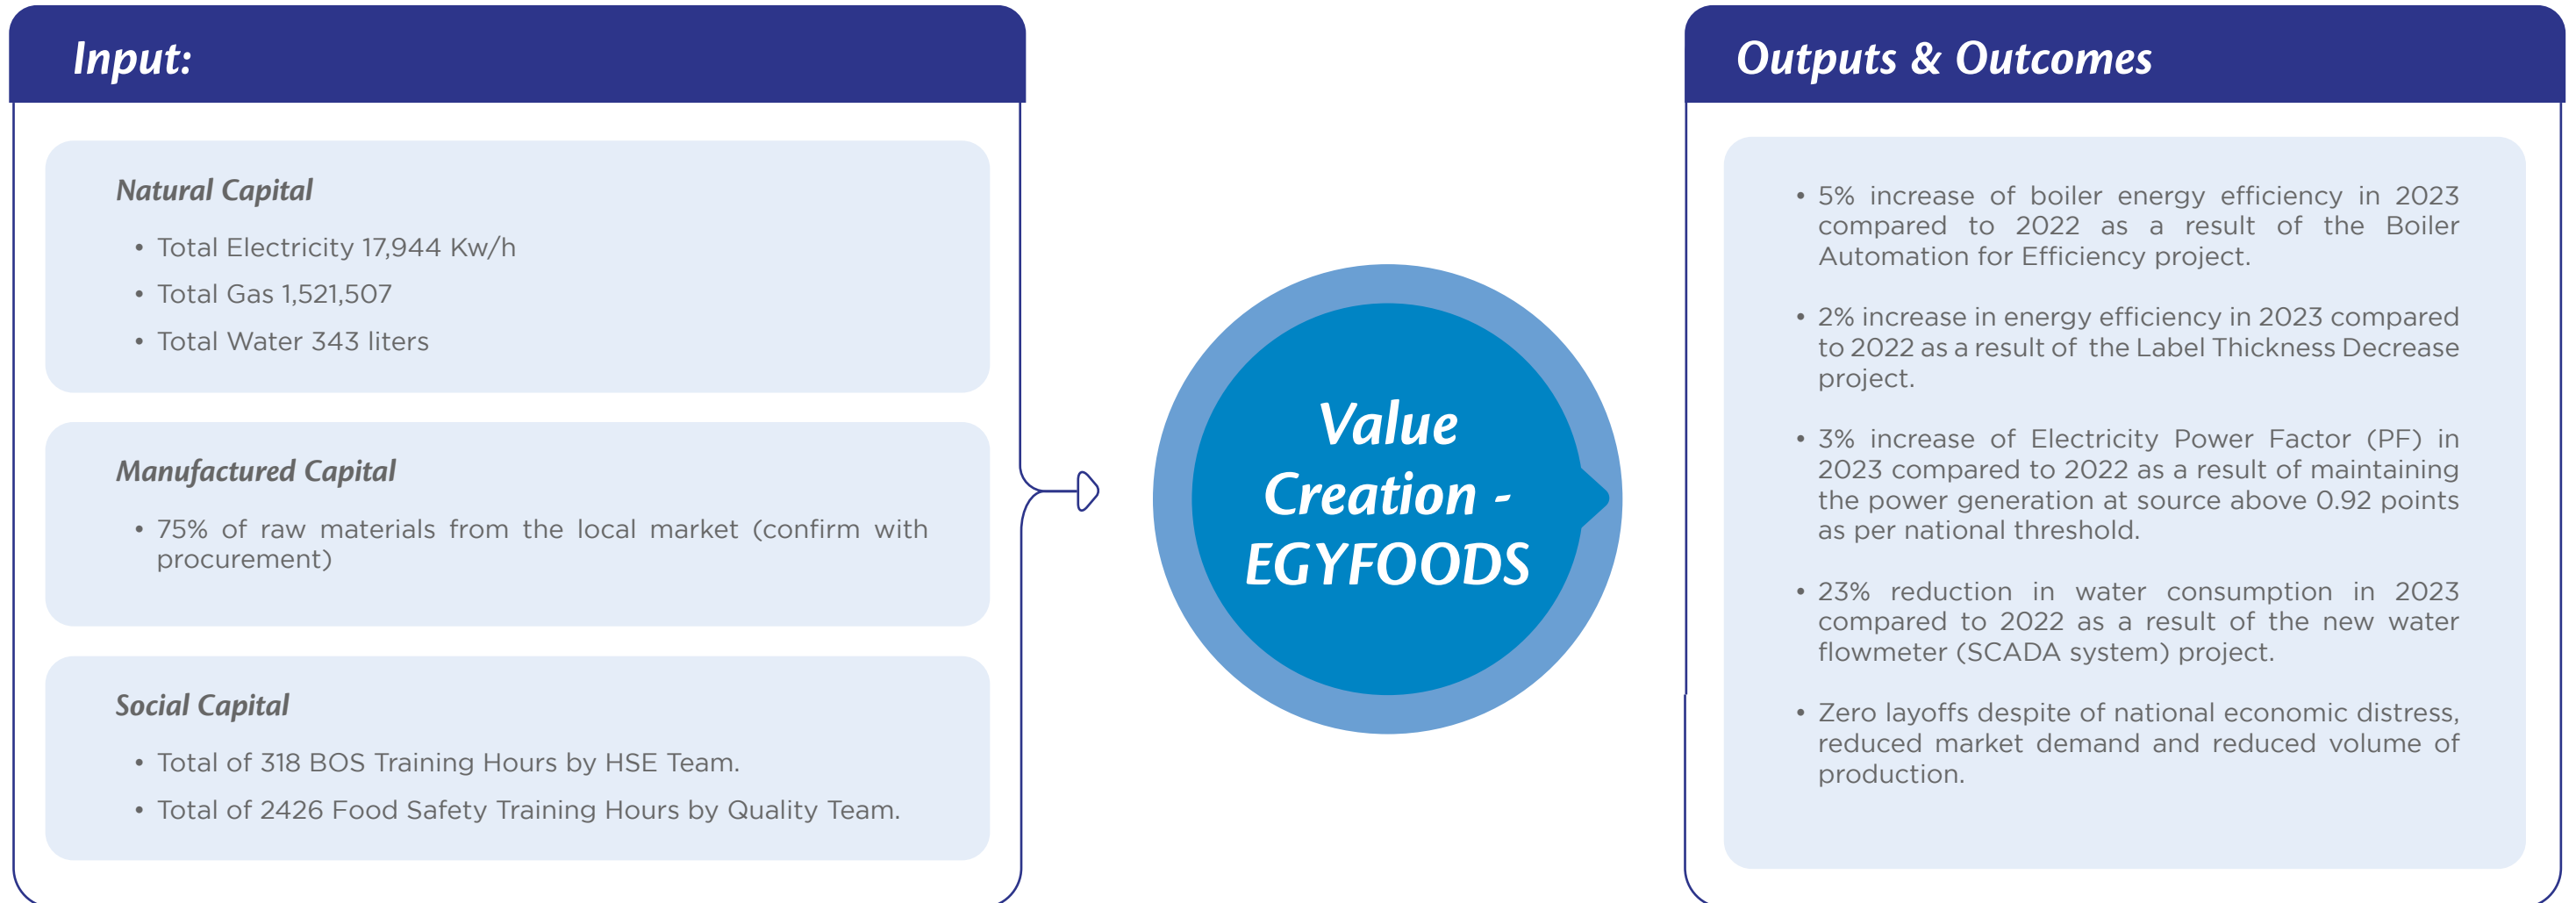 Input:
Natural Capital
• Total Electricity 17,944 Kw/h
• Total Gas 1,521,507
• Total Water 343 liters
Manufactured Capital
• 75% of raw materials from the local market (confirm with
procurement)
Social Capital
• Total of 318 BOS Training Hours by HSE Team.
• Total of 2426 Food Safety Training Hours by Quality Team.
Value
Creation -
EGYFOODS
Outputs & Outcomes
• 5% increase of boiler energy efficiency in 2023
compared to 2022 as a result of the Boiler
Automation for Efficiency project.
• 2% increase in energy efficiency in 2023 compared
to 2022 as a result of the Label Thickness Decrease
project.
• 3% increase of Electricity Power Factor (PF) in
2023 compared to 2022 as a result of maintaining
the power generation at source above 0.92 points
as per national threshold.
• 23% reduction in water consumption in 2023
compared to 2022 as a result of the new water
flowmeter (SCADA system) project.
• Zero layoffs despite of national economic distress,
reduced market demand and reduced volume of
production.